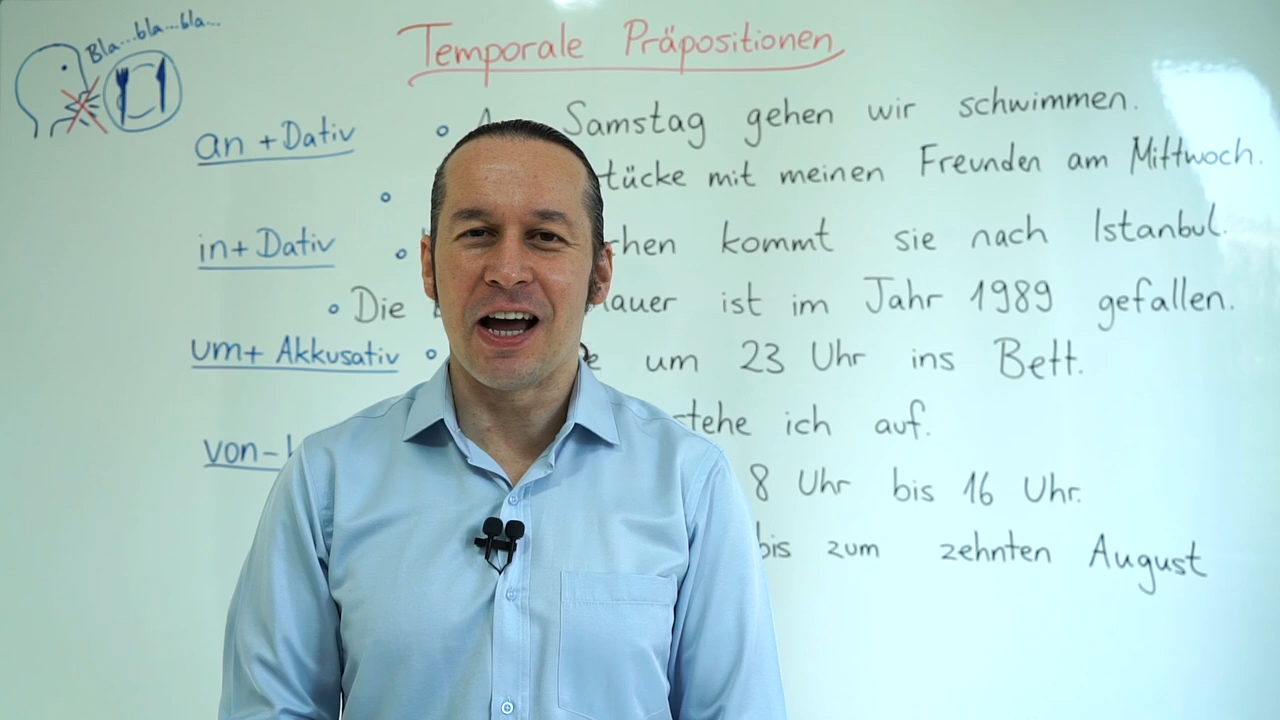 Bla...bla...bla...
Temporale Präpositionen
an + Dativ
Samstag gehen wir schwimmen.
tücke mit meinen Freunden am Mittwoch.
in + Dativ
chen kommt sie nach Istanbul.
Die auer ist im Jahr 1989 gefallen.
um + Akkusativ
e um 23 Uhr ins Bett.
stehe ich auf.
von -
8 Uhr bis 16 Uhr.
bis zum zehnten August